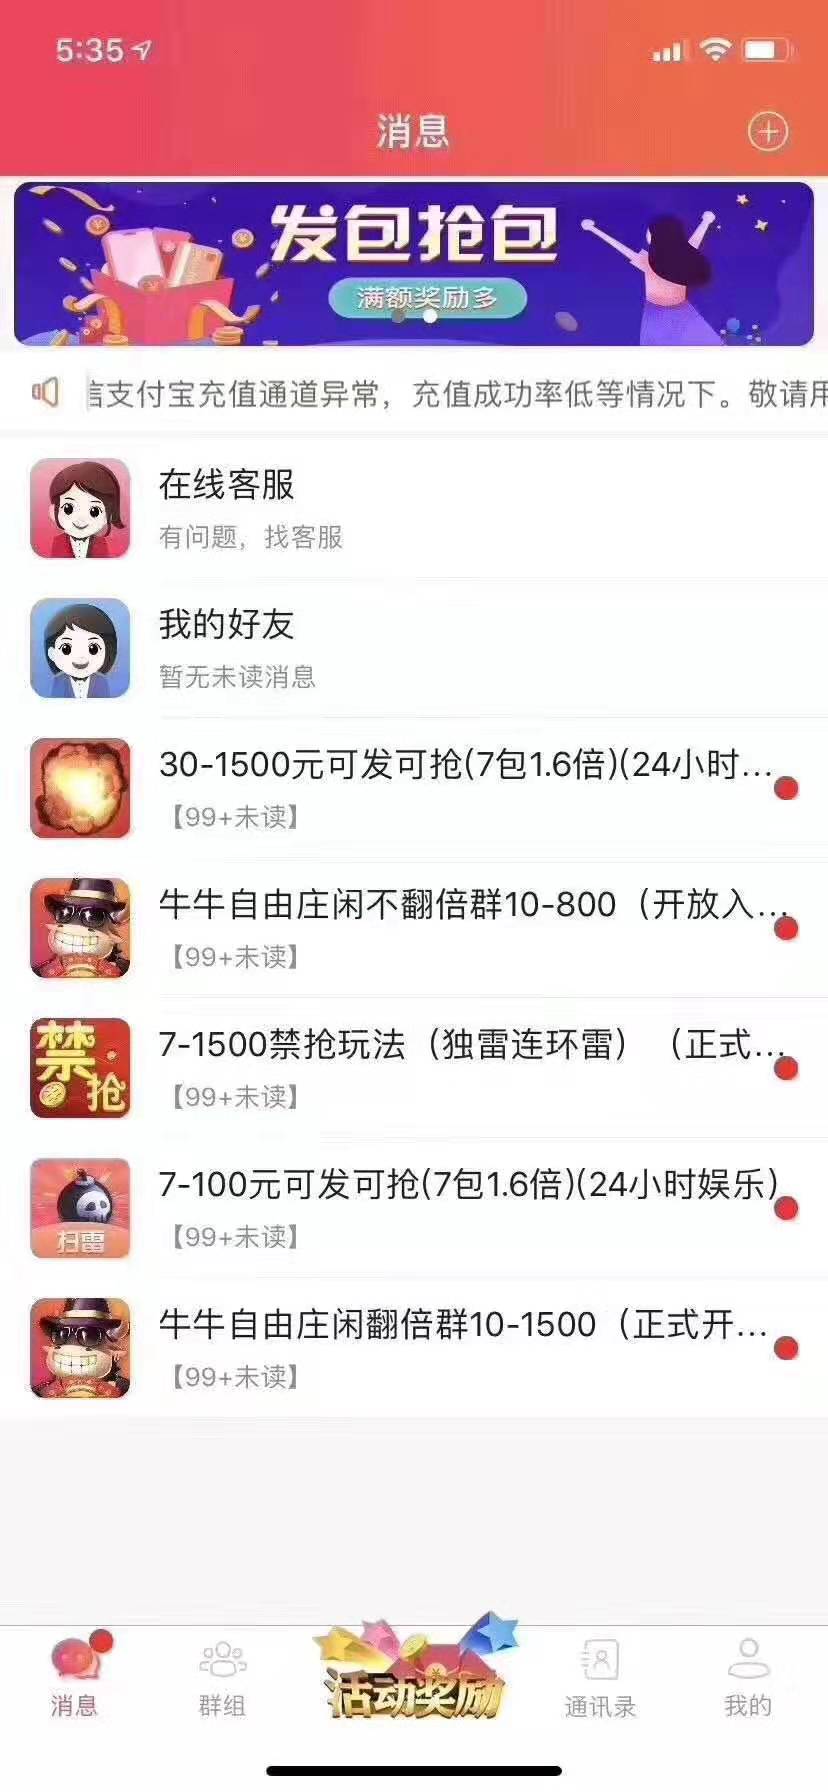 5:35
消息
发包抢包
满额奖励多
信支付宝充值通道异常，充值成功率低等情况下。敬请用
在线客服
有问题，找客服
我的好友
暂无未读消息
30-1500元可发可抢(7包1.6倍)(24小时...
【99+未读】
牛牛自由庄闲不翻倍群10-800（开放入...
【99+未读】
禁抢
7-1500禁抢玩法（独雷连环雷）（正式...
【99+未读】
扫雷
7-100元可发可抢(7包1.6倍)(24小时娱乐)
【99+未读】
牛牛自由庄闲翻倍群10-1500（正式开...
【99+未读】
消息
群组
活动奖励
通讯录
我的